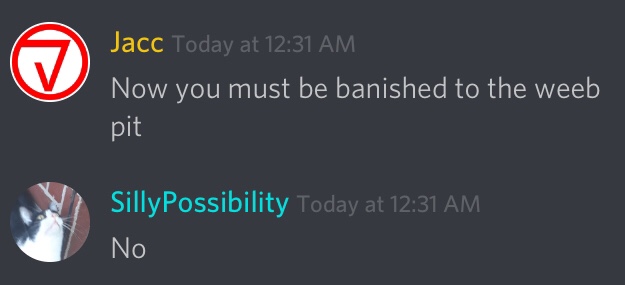 Jacc Today at 12:31 AM
Now you must be banished to the weeb
pit
SillyPossibility Today at 12:31 AM
No